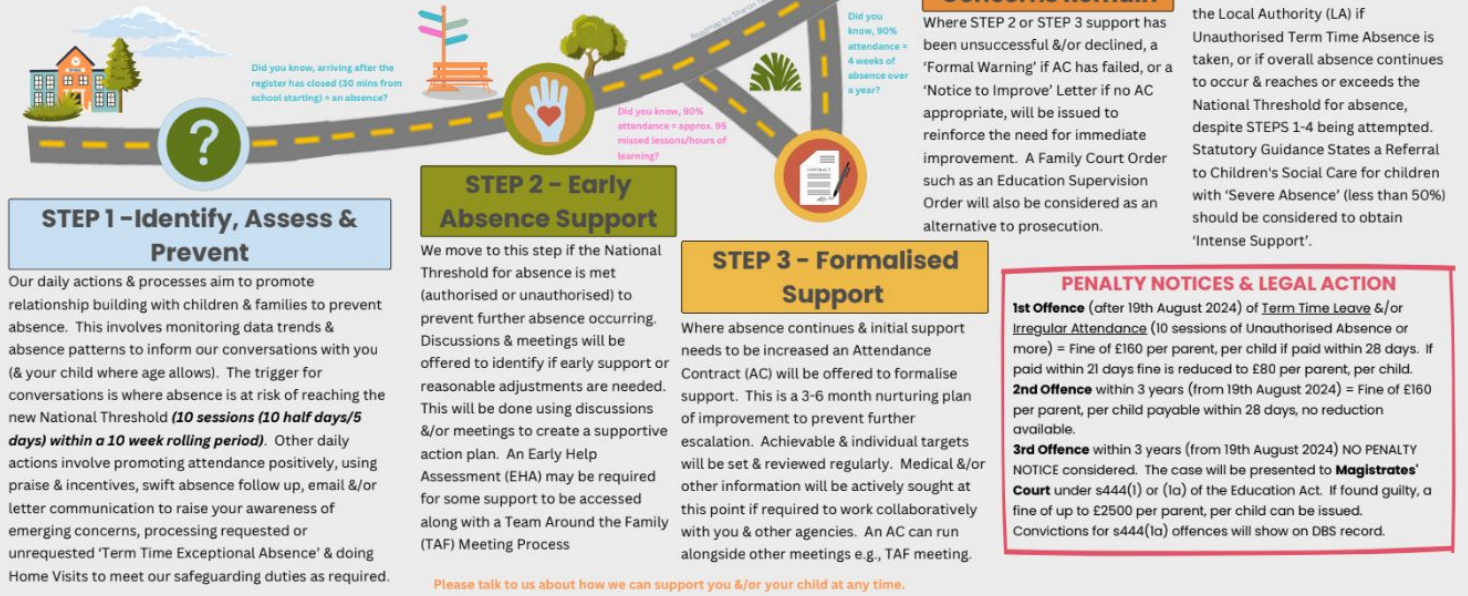 Did you know, arriving after the
register has closed (30 mins from
school starting) = an absence?
Did you know, 90%
attendance = approx. 95
missed lessons/hours of
learning?
Roadmap by Sharon
Did you
know, 90%
attendance =
4 weeks of
absence over
a year?
CONTRACT
STEP 1 -Identify, Assess &
Prevent
Our daily actions & processes aim to promote
relationship building with children & families to prevent
absence. This involves monitoring data trends &
absence patterns to inform our conversations with you
(& your child where age allows). The trigger for
conversations is where absence is at risk of reaching the
new National Threshold (10 sessions (10 half days/5
days) within a 10 week rolling period). Other daily
actions involve promoting attendance positively, using
praise & incentives, swift absence follow up, email &/or
letter communication to raise your awareness of
emerging concerns, processing requested or
unrequested 'Term Time Exceptional Absence' & doing
Home Visits to meet our safeguarding duties as required.
STEP 2 - Early
Absence Support
We move to this step if the National
Threshold for absence is met
(authorised or unauthorised) to
prevent further absence occurring.
Discussions & meetings will be
offered to identify if early support or
reasonable adjustments are needed.
This will be done using discussions
&/or meetings to create a supportive
action plan. An Early Help
Assessment (EHA) may be required
for some support to be accessed
along with a Team Around the Family
(TAF) Meeting Process
STEP 3 - Formalised
Support
Where absence continues & initial support
needs to be increased an Attendance
Contract (AC) will be offered to formalise
support. This is a 3-6 month nurturing plan
of improvement to prevent further
escalation. Achievable & individual targets
will be set & reviewed regularly. Medical &/or
other information will be actively sought at
this point if required to work collaboratively
with you & other agencies. An AC can run
alongside other meetings e.g., TAF meeting.
Concerns Remain
Where STEP 2 or STEP 3 support has
been unsuccessful &/or declined, a
'Formal Warning' if AC has failed, or a
'Notice to Improve' Letter if no AC
appropriate, will be issued to
reinforce the need for immediate
improvement. A Family Court Order
such as an Education Supervision
Order will also be considered as an
alternative to prosecution.
the Local Authority (LA) if
Unauthorised Term Time Absence is
taken, or if overall absence continues
to occur & reaches or exceeds the
National Threshold for absence,
despite STEPS 1-4 being attempted.
Statutory Guidance States a Referral
to Children's Social Care for children
with 'Severe Absence' (less than 50%)
should be considered to obtain
'Intense Support'.
PENALTY NOTICES & LEGAL ACTION
1st Offence (after 19th August 2024) of Term Time Leave &/or
Irregular Attendance (10 sessions of Unauthorised Absence or
more) = Fine of £160 per parent, per child if paid within 28 days. If
paid within 21 days fine is reduced to £80 per parent, per child.
2nd Offence within 3 years (from 19th August 2024) = Fine of £160
per parent, per child payable within 28 days, no reduction
available.
3rd Offence within 3 years (from 19th August 2024) NO PENALTY
NOTICE considered. The case will be presented to Magistrates'
Court under s444(1) or (1a) of the Education Act. If found guilty, a
fine of up to £2500 per parent, per child can be issued.
Convictions for s444(1a) offences will show on DBS record.
Please talk to us about how we can support you &/or your child at any time.